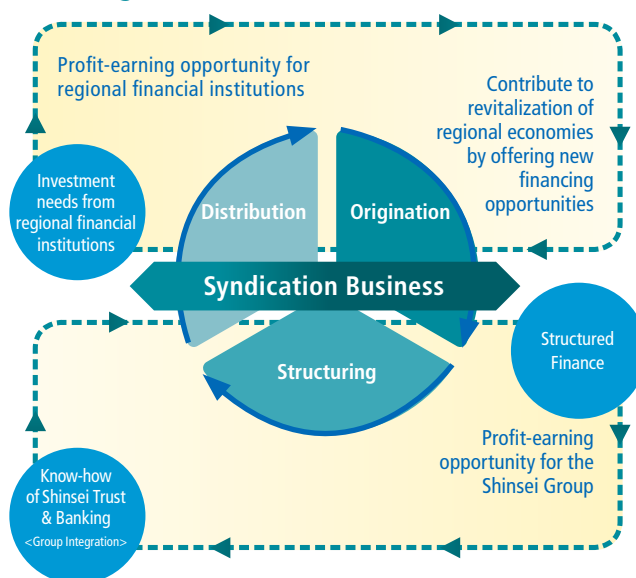 Profit-earning opportunity for
regional financial institutions
Contribute to
revitalization of
regional economies
by offering new
financing
opportunities
Investment
needs from
regional financial
institutions
Distribution
Origination
Syndication Business
Structuring
Structured
Finance
Profit-earning
opportunity for the
Shinsei Group
Know-how
of Shinsei Trust
& Banking
<Group Integration>